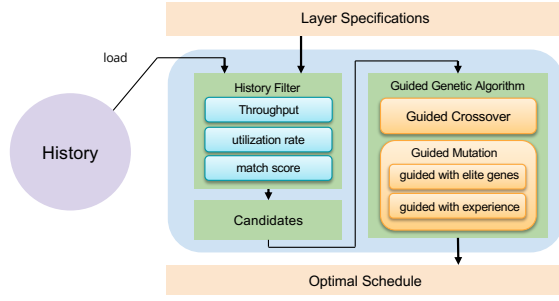 Layer Specifications
load
History
History Filter
Throughput
utilization rate
match score
Candidates
Guided Genetic Algorithm
Guided Crossover
Guided Mutation
guided with elite genes
guided with experience
Optimal Schedule